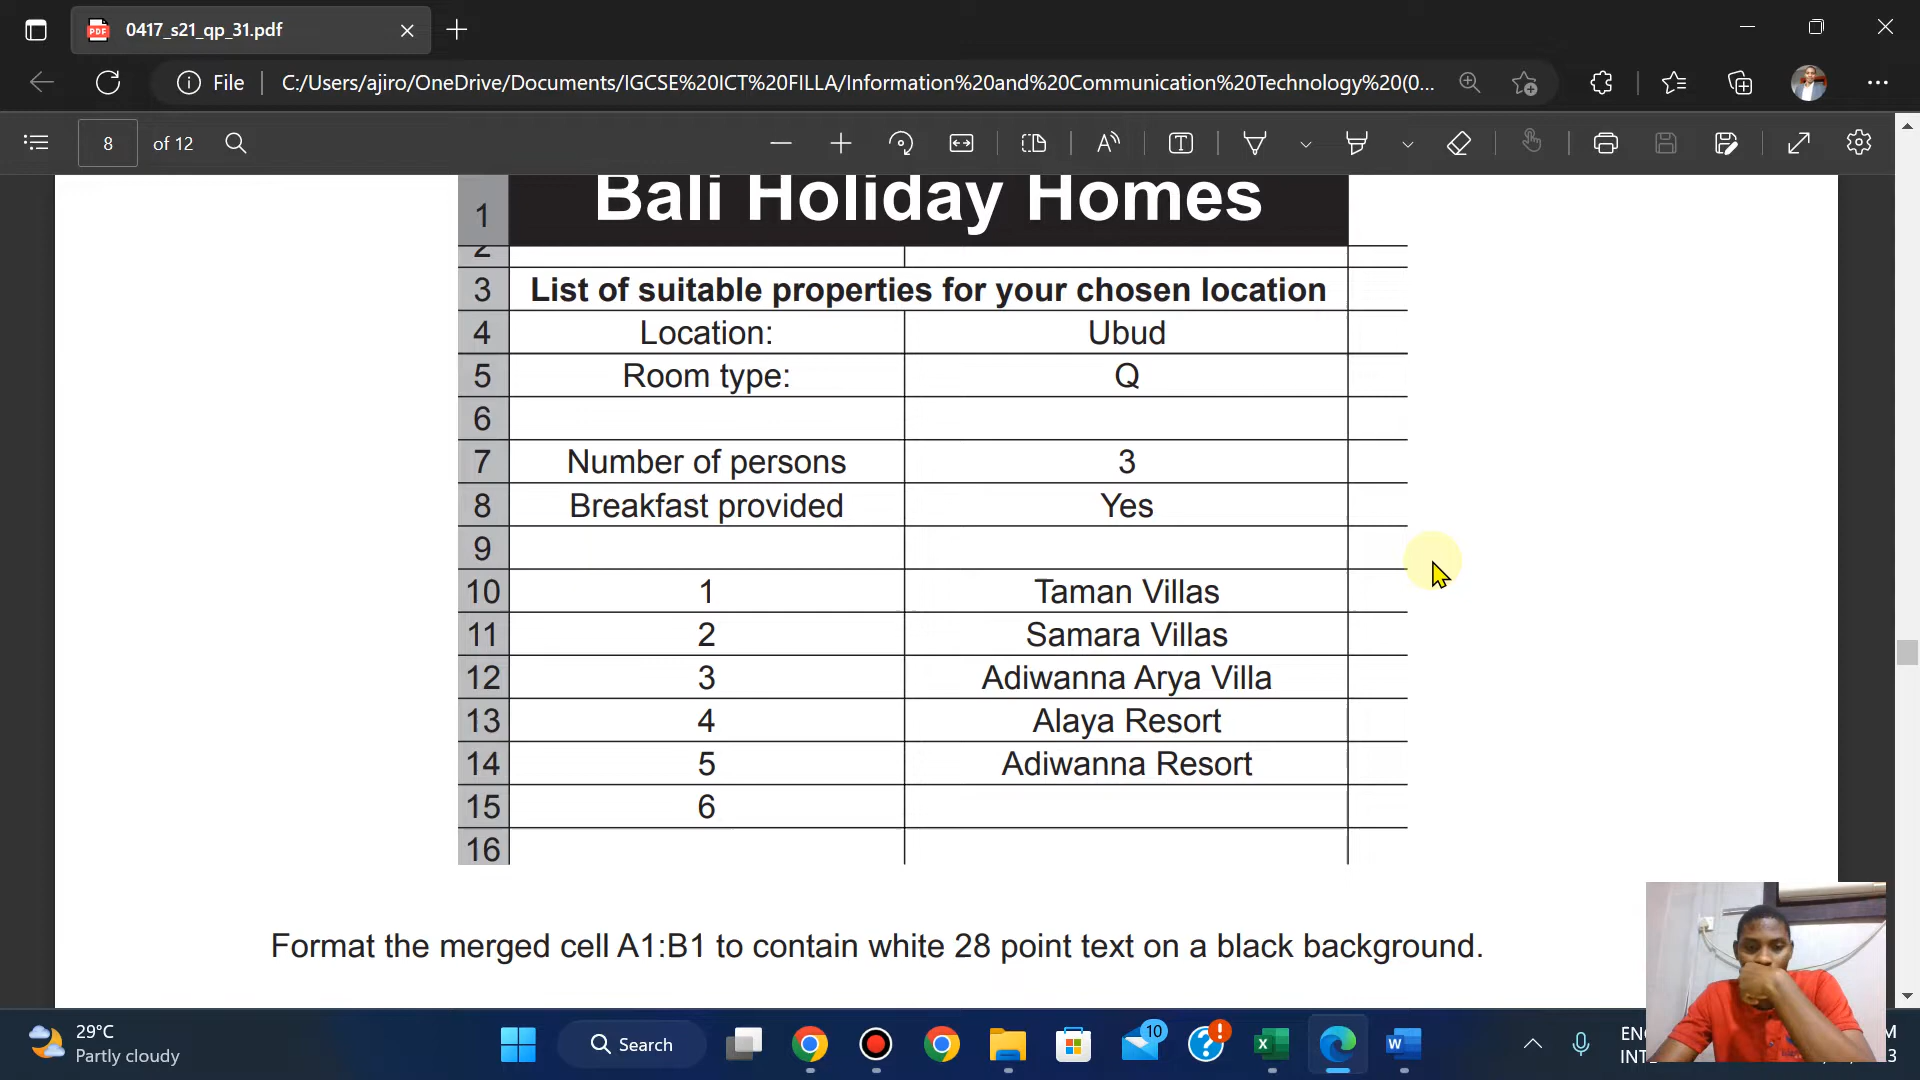 0417_s21_qp_31.pdf
File C:/Users/ajiro/OneDrive/Documents/IGCSE%20ICT%20FILLA/Information%20and%20Communication%20Technology%20(0...
8 of 12
1 Bali Holiday Homes
2
3 List of suitable properties for your chosen location
4 Location: Ubud
5 Room type: Q
6
7 Number of persons 3
8 Breakfast provided Yes
9
10 1 Taman Villas
11 2 Samara Villas
12 3 Adiwanna Arya Villa
13 4 Alaya Resort
14 5 Adiwanna Resort
15 6
16
Format the merged cell A1:B1 to contain white 28 point text on a black background.
29°C
Partly cloudy
Search
10